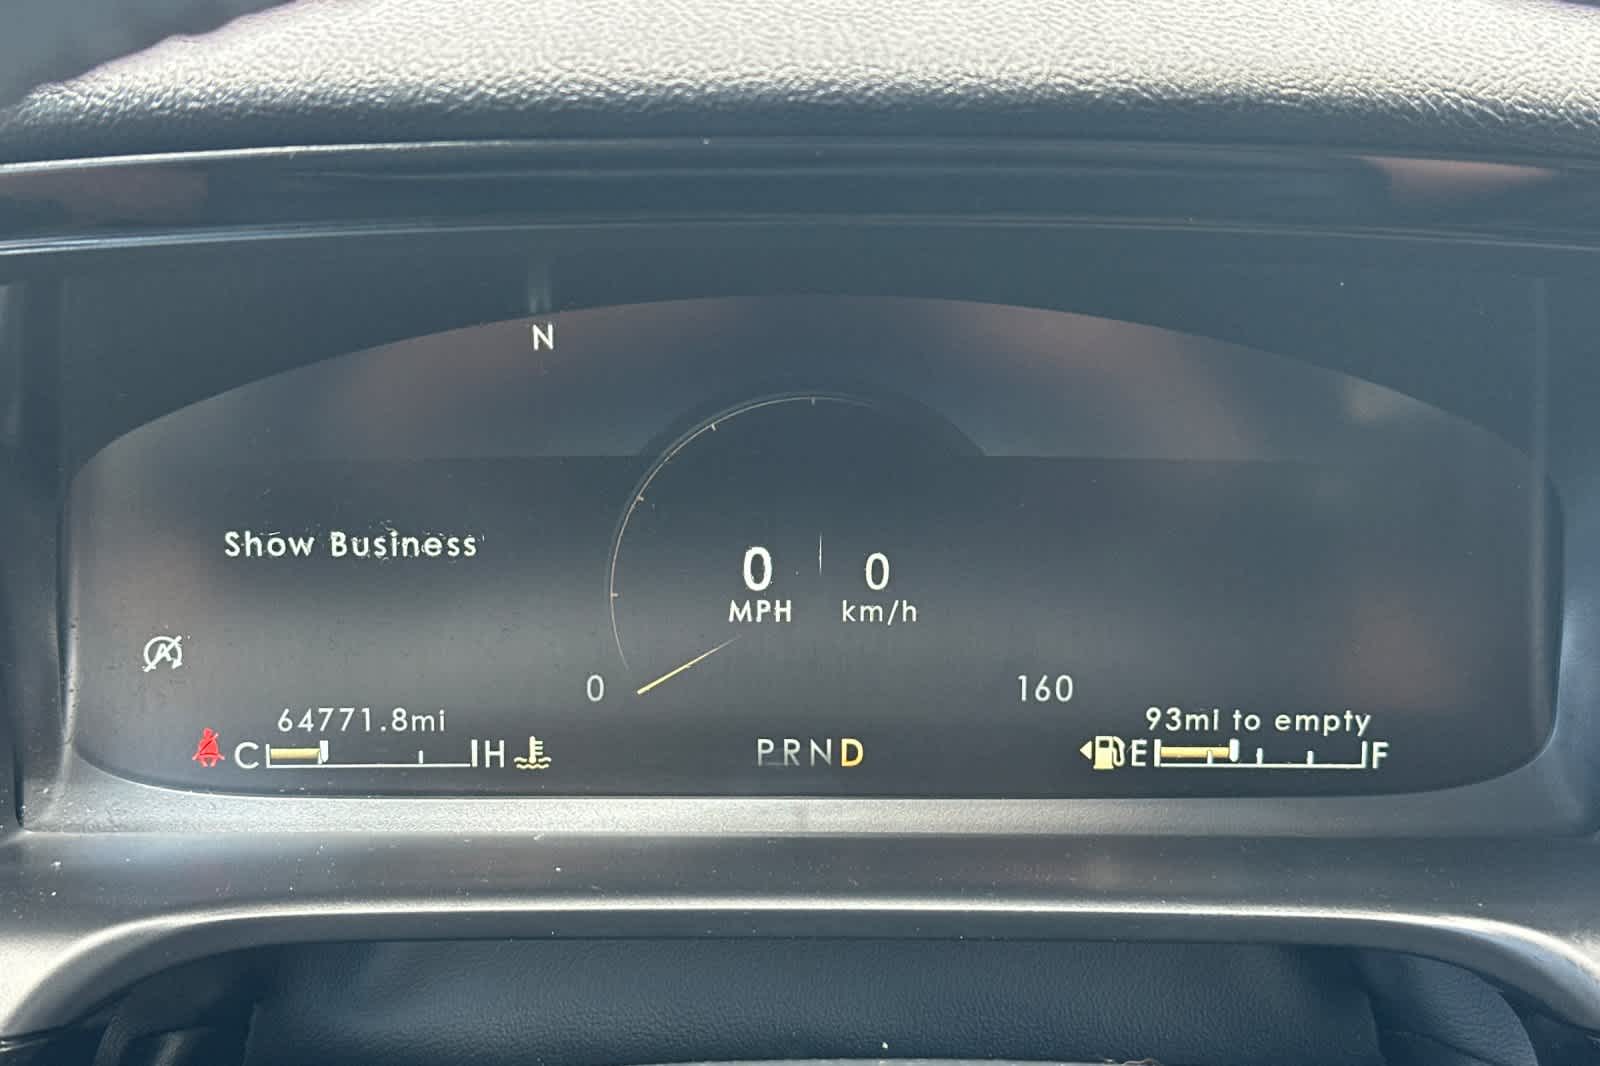 N
Show Business
0 0
MPH km/h
0 160
64771.8mi 93mi to empty
C H PRND E F